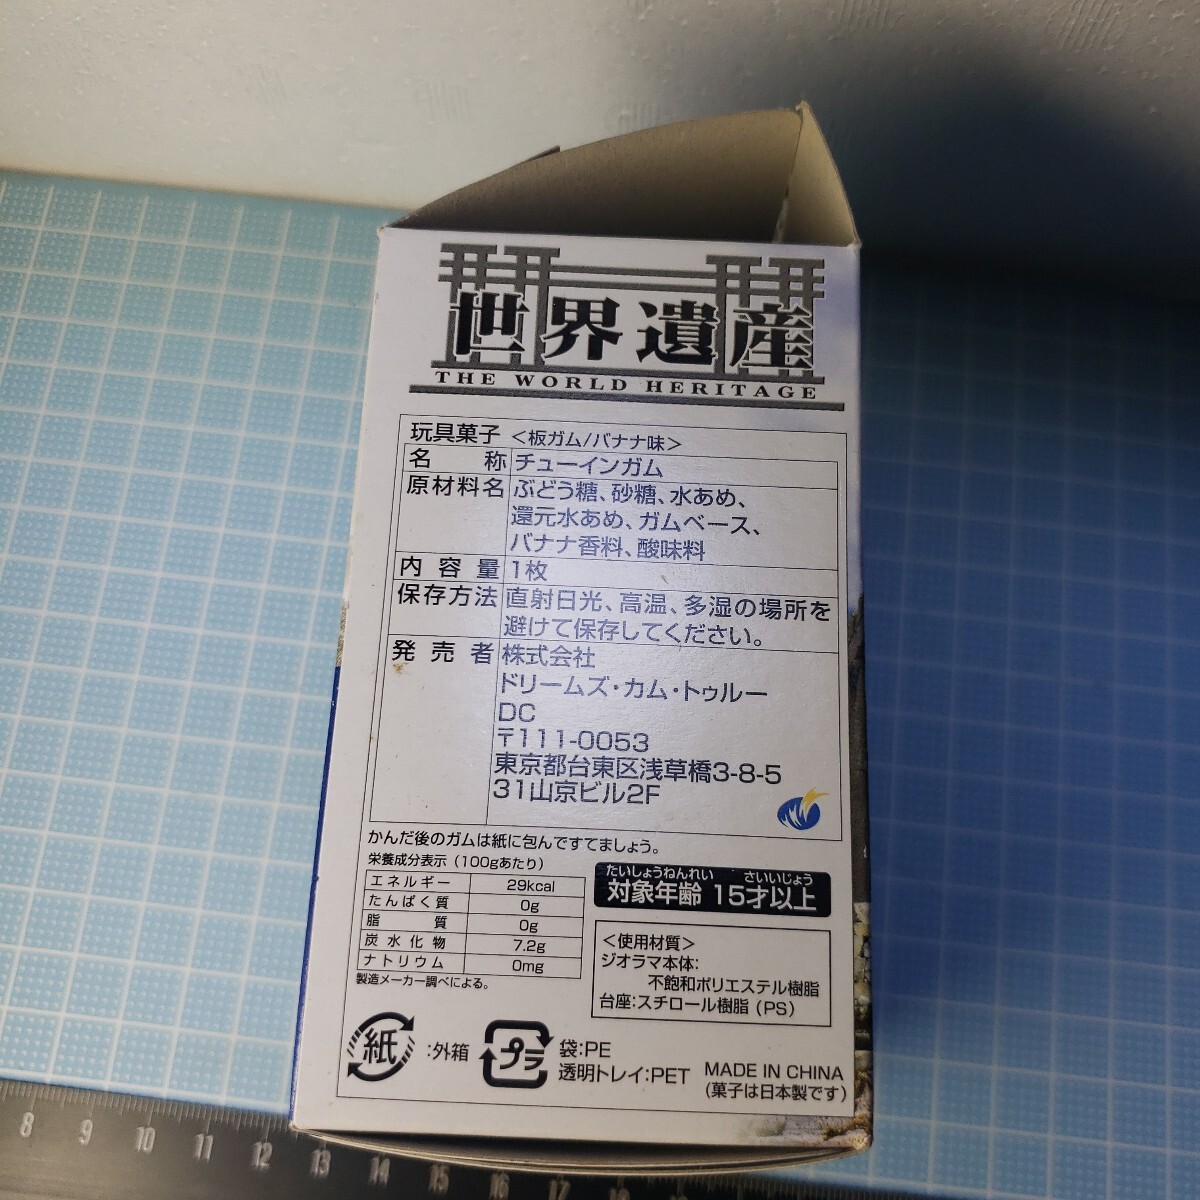 世界遺産
THE WORLD HERITAGE
玩具菓子 <板ガム/バナナ味>
名称 チューインガム
原材料名 ぶどう糖、砂糖、水あめ、
還元水あめ、ガムベース、
バナナ香料、酸味料
内容量 1枚
保存方法 直射日光、高温、多湿の場所を
避けて保存してください。
発売者 株式会社
ドリームズ・カム・トゥルー
DC
〒111-0053
東京都台東区浅草橋3-8-5
31山京ビル2F
かんだ後のガムは紙に包んですてましょう。
栄養成分表示(100gあたり)
エネルギー 29kcal
たんぱく質 0g
脂質 0g
炭水化物 7.2g
ナトリウム 0mg
製造メーカー調べによる。
たいしょうねんれい さいいじょう
対象年齢 15才以上
<使用材質>
ジオラマ本体:
不飽和ポリエステル樹脂
台座:スチロール樹脂(PS)
紙 :外箱
プラ 袋:PE
透明トレイ:PET
MADE IN CHINA
(菓子は日本製です)
8 9 10 11 12 13 14 15 16 17